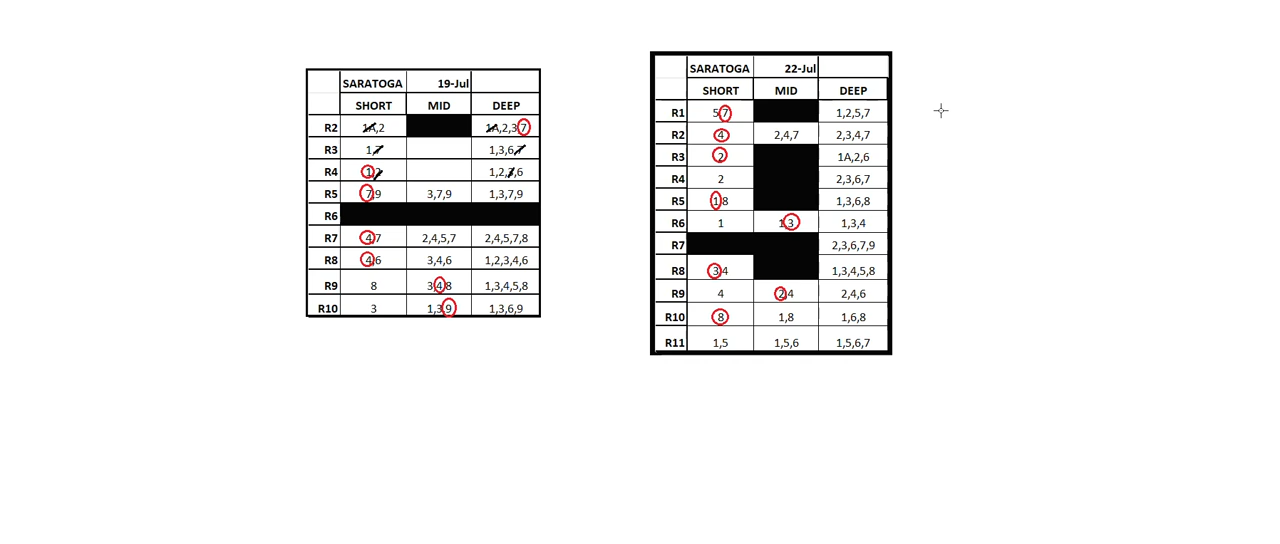 SARATOGA 19-Jul
SHORT MID DEEP
R2 1A,2 1A,2,3,7
R3 1,7 1,3,6,7
R4 1,3 1,2,3,6
R5 7,9 3,7,9 1,3,7,9
R6
R7 4,7 2,4,5,7 2,4,5,7,8
R8 4,6 3,4,6 1,2,3,4,6
R9 8 3,4,8 1,3,4,5,8
R10 3 1,3,9 1,3,6,9
SARATOGA 22-Jul
SHORT MID DEEP
R1 5,7 1,2,5,7
R2 4 2,4,7 2,3,4,7
R3 2 1A,2,6
R4 2 2,3,6,7
R5 1,8 1,3,6,8
R6 1 1,3 1,3,4
R7 2,3,6,7,9
R8 3,4 1,3,4,5,8
R9 4 2,4 2,4,6
R10 8 1,8 1,6,8
R11 1,5 1,5,6 1,5,6,7